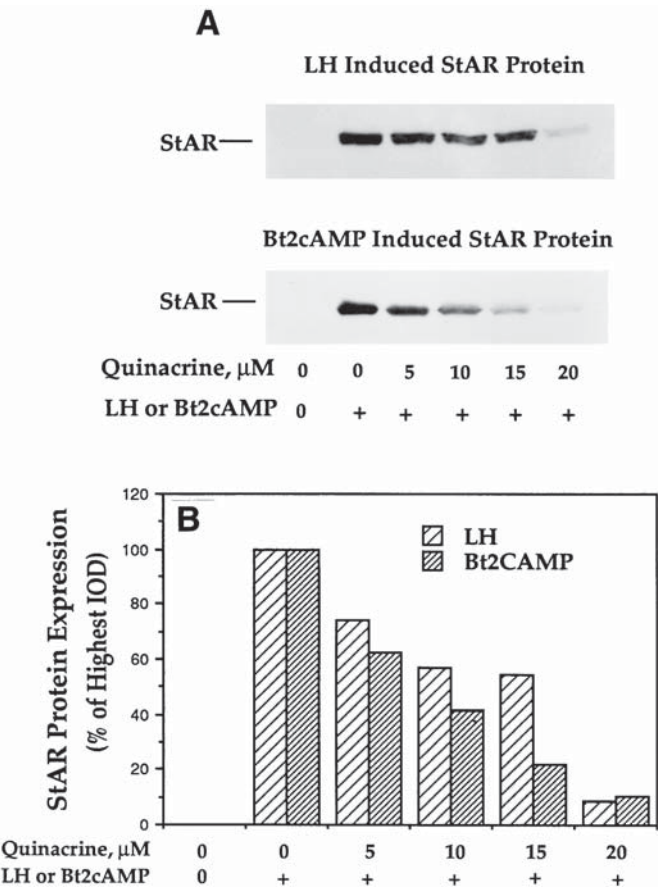 A
LH Induced StAR Protein
StAR
Bt2cAMP Induced StAR Protein
StAR
Quinacrine, μM 0 0 5 10 15 20
LH or Bt2cAMP 0 + + + + +
B
StAR Protein Expression
(% of Highest IOD)
120
100
80
60
40
20
0
LH
Bt2CAMP
Quinacrine, μM 0 0 5 10 15 20
LH or Bt2cAMP 0 + + + + +